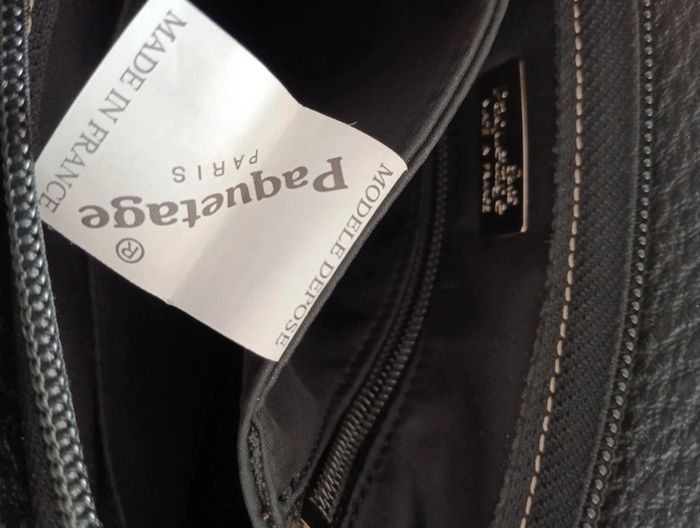 MODELE DEPOSE
Paquetage ®
PARIS
MADE IN FRANCE